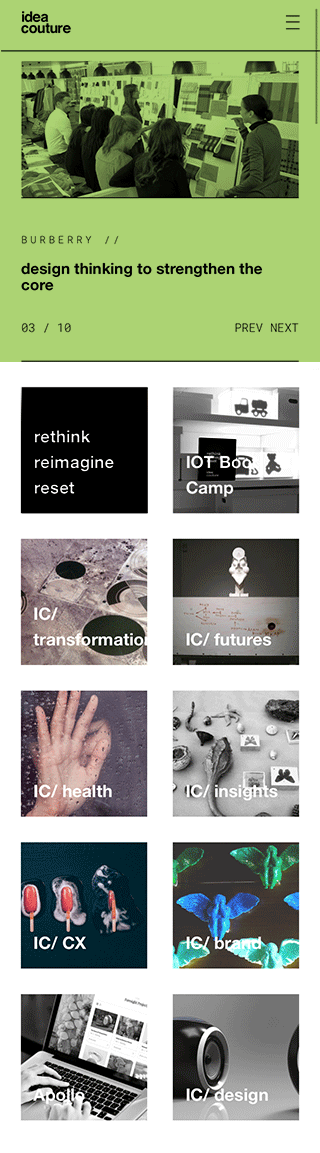 idea
couture
BURBERRY //
design thinking to strengthen the
core
03 / 10
PREV NEXT
rethink
reimagine
reset
IOT Boo
Camp
IC/
transformation
IC/ futures
IC/ health
IC/ insights
IC/ CX
IC/ brand
Apollo
IC/ design